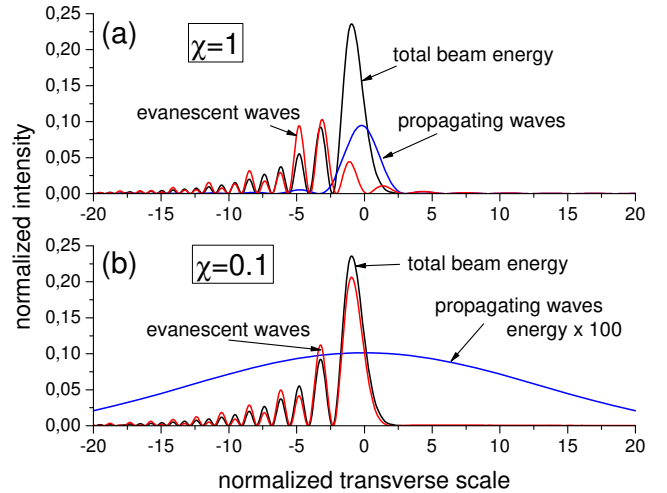 (a)
χ=1
total beam energy
evanescent waves
propagating waves
0,25
0,20
0,15
0,10
0,05
0,00
-20 -15 -10 -5 0 5 10 15 20
(b)
χ=0.1
total beam energy
evanescent waves
propagating waves
energy x 100
0,25
0,20
0,15
0,10
0,05
0,00
-20 -15 -10 -5 0 5 10 15 20
normalized intensity
normalized transverse scale